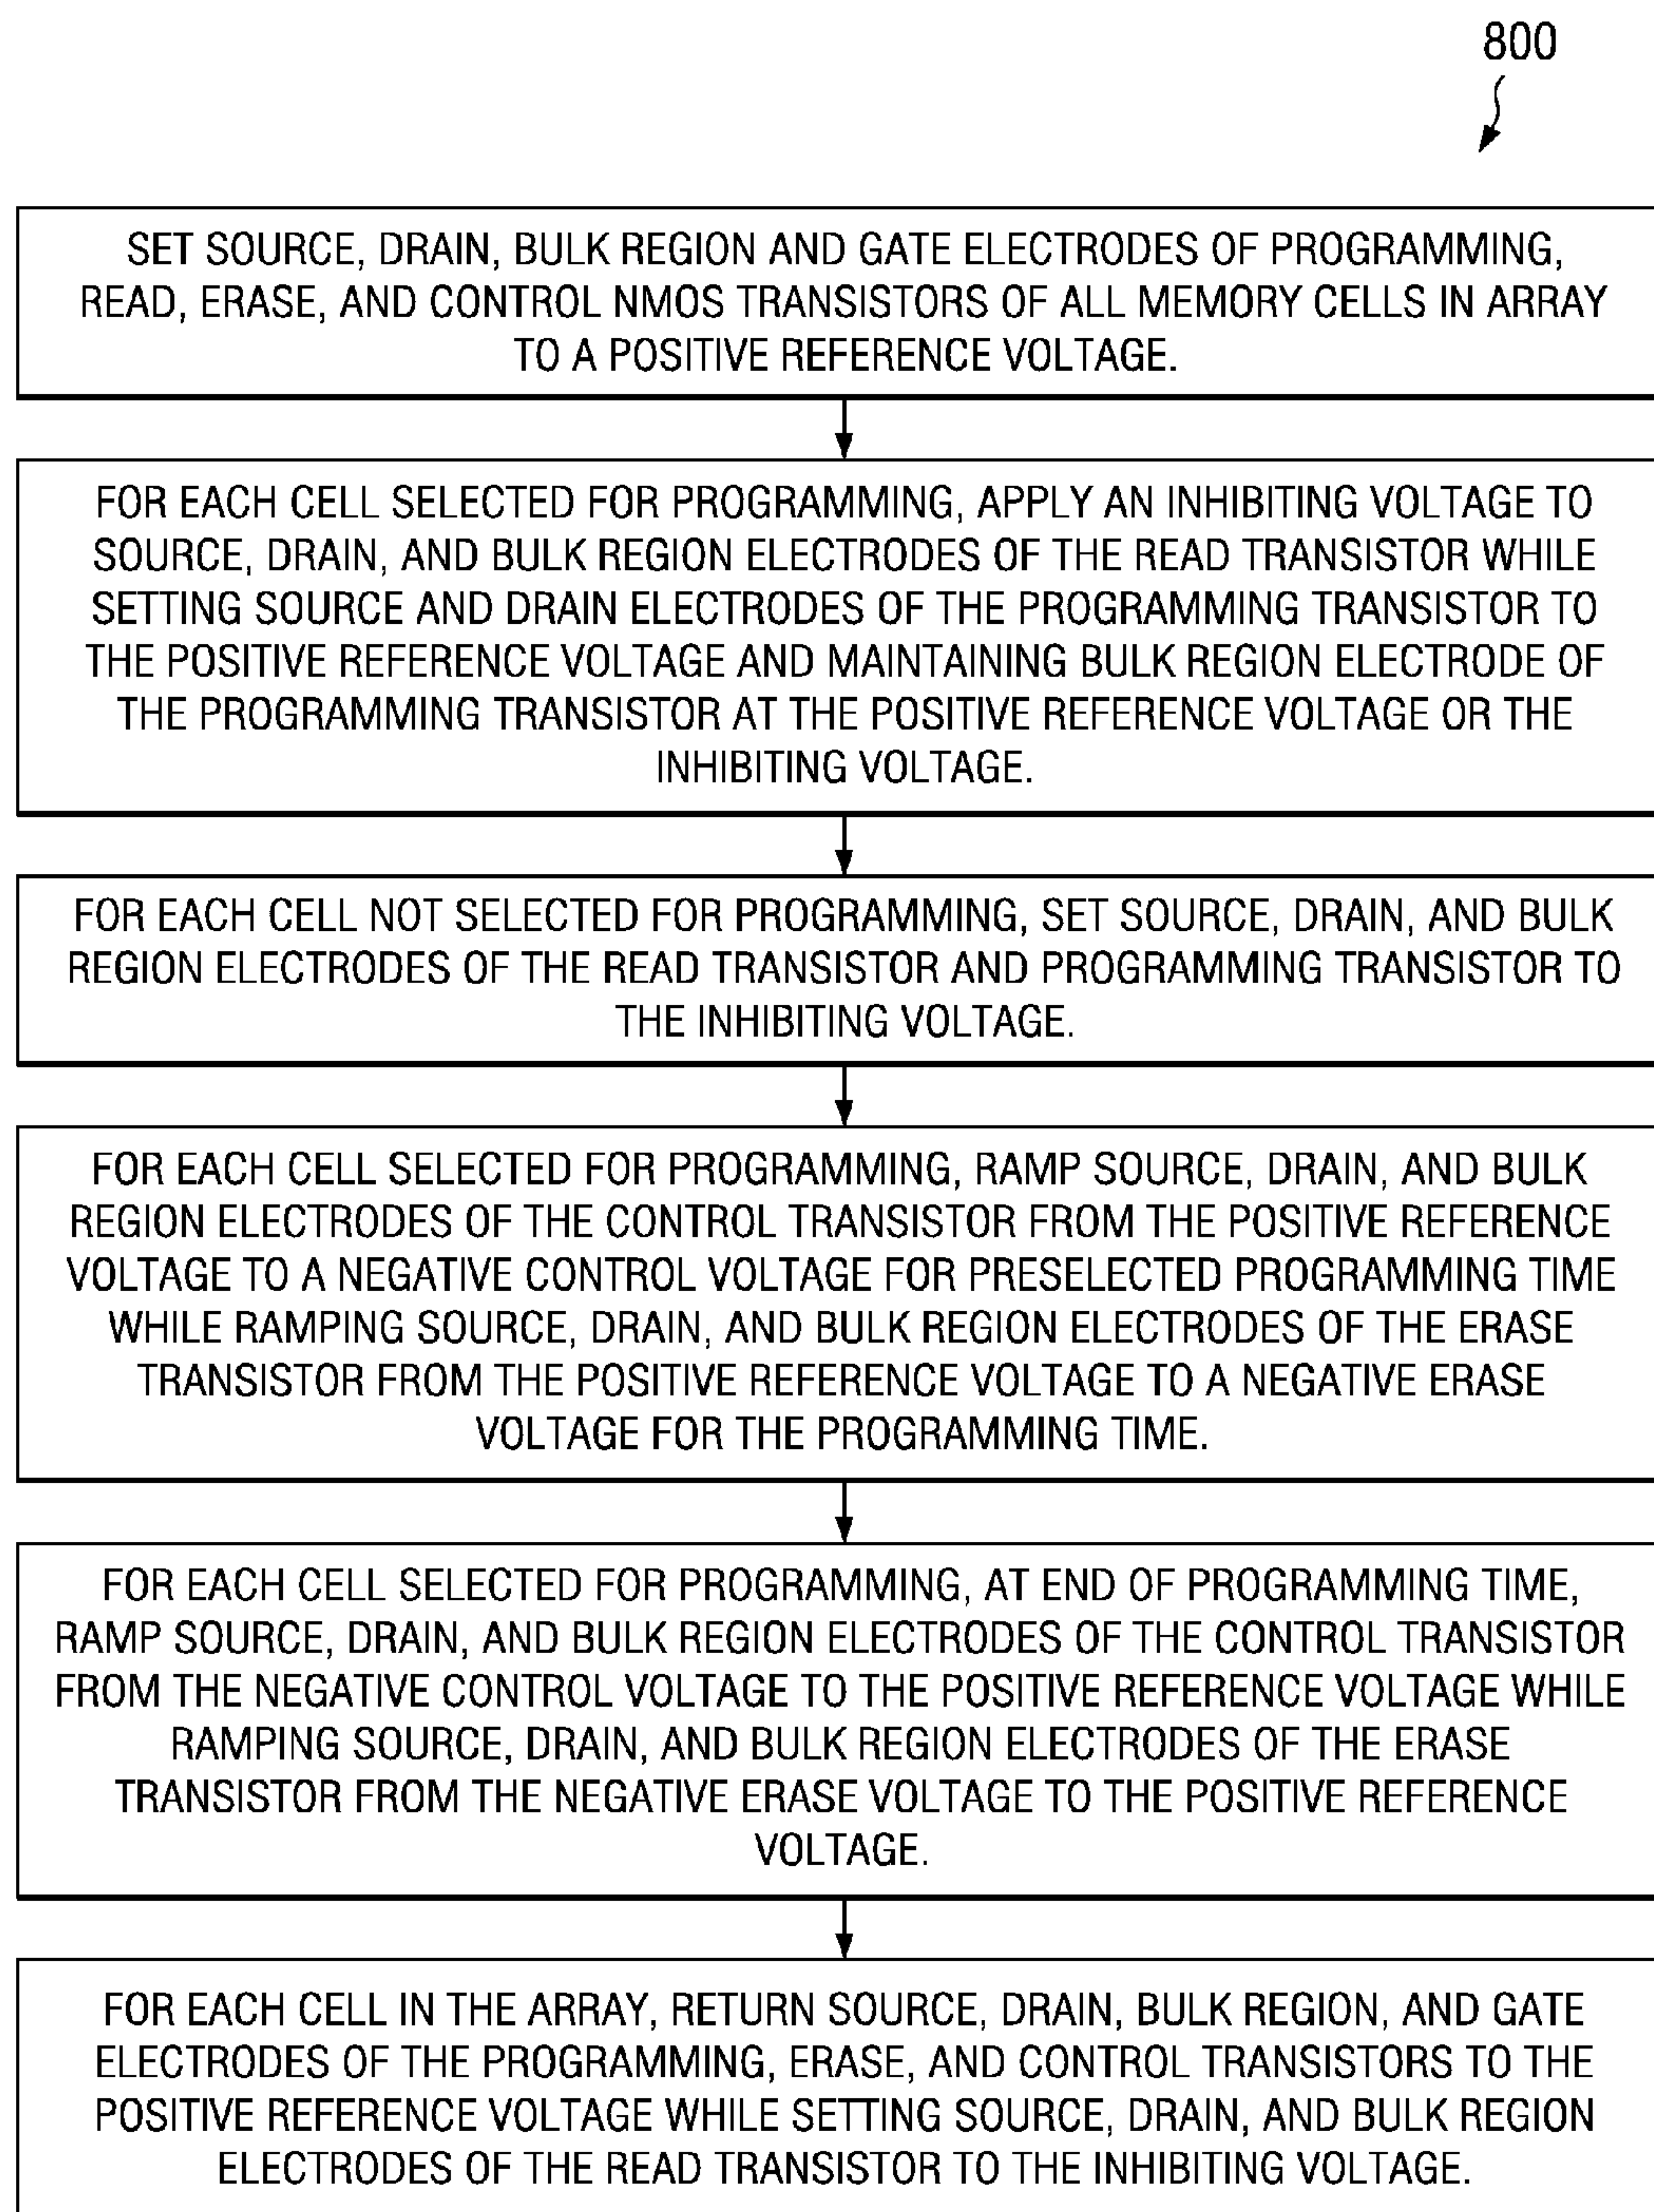 800
SET SOURCE, DRAIN, BULK REGION AND GATE ELECTRODES OF PROGRAMMING,
READ, ERASE, AND CONTROL NMOS TRANSISTORS OF ALL MEMORY CELLS IN ARRAY
TO A POSITIVE REFERENCE VOLTAGE.
FOR EACH CELL SELECTED FOR PROGRAMMING, APPLY AN INHIBITING VOLTAGE TO
SOURCE, DRAIN, AND BULK REGION ELECTRODES OF THE READ TRANSISTOR WHILE
SETTING SOURCE AND DRAIN ELECTRODES OF THE PROGRAMMING TRANSISTOR TO
THE POSITIVE REFERENCE VOLTAGE AND MAINTAINING BULK REGION ELECTRODE OF
THE PROGRAMMING TRANSISTOR AT THE POSITIVE REFERENCE VOLTAGE OR THE
INHIBITING VOLTAGE.
FOR EACH CELL NOT SELECTED FOR PROGRAMMING, SET SOURCE, DRAIN, AND BULK
REGION ELECTRODES OF THE READ TRANSISTOR AND PROGRAMMING TRANSISTOR TO
THE INHIBITING VOLTAGE.
FOR EACH CELL SELECTED FOR PROGRAMMING, RAMP SOURCE, DRAIN, AND BULK
REGION ELECTRODES OF THE CONTROL TRANSISTOR FROM THE POSITIVE REFERENCE
VOLTAGE TO A NEGATIVE CONTROL VOLTAGE FOR PRESELECTED PROGRAMMING TIME
WHILE RAMPING SOURCE, DRAIN, AND BULK REGION ELECTRODES OF THE ERASE
TRANSISTOR FROM THE POSITIVE REFERENCE VOLTAGE TO A NEGATIVE ERASE
VOLTAGE FOR THE PROGRAMMING TIME.
FOR EACH CELL SELECTED FOR PROGRAMMING, AT END OF PROGRAMMING TIME,
RAMP SOURCE, DRAIN, AND BULK REGION ELECTRODES OF THE CONTROL TRANSISTOR
FROM THE NEGATIVE CONTROL VOLTAGE TO THE POSITIVE REFERENCE VOLTAGE WHILE
RAMPING SOURCE, DRAIN, AND BULK REGION ELECTRODES OF THE ERASE
TRANSISTOR FROM THE NEGATIVE ERASE VOLTAGE TO THE POSITIVE REFERENCE
VOLTAGE.
FOR EACH CELL IN THE ARRAY, RETURN SOURCE, DRAIN, BULK REGION, AND GATE
ELECTRODES OF THE PROGRAMMING, ERASE, AND CONTROL TRANSISTORS TO THE
POSITIVE REFERENCE VOLTAGE WHILE SETTING SOURCE, DRAIN, AND BULK REGION
ELECTRODES OF THE READ TRANSISTOR TO THE INHIBITING VOLTAGE.